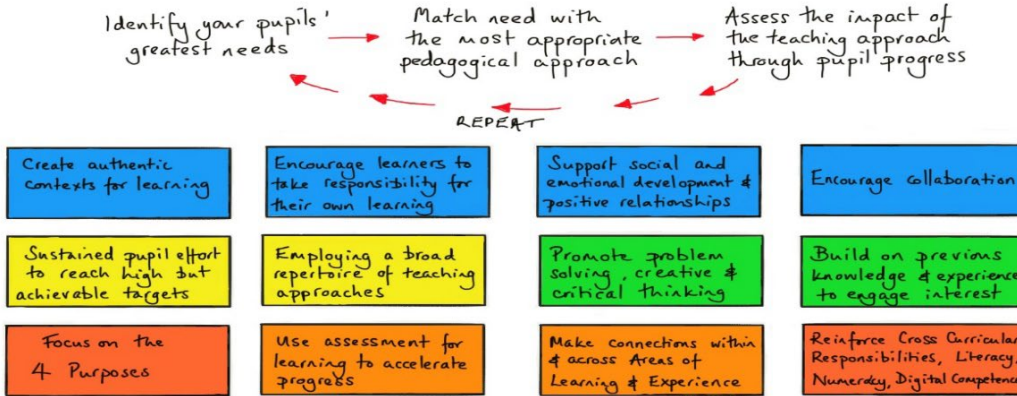 Identify your pupils'
greatest needs
Match need with
the most appropriate
pedagogical approach
Assess the impact of
the teaching approach
through pupil progress
REPEAT
Create authentic
contexts for learning
Encourage learners to
take responsibility for
their own learning
Support social and
emotional development &
positive relationships
Encourage collaboration
Sustained pupil effort
to reach high but
achievable targets
Employing a broad
repertoire of teaching
approaches
Promote problem
solving, creative &
critical thinking
Build on previous
knowledge & experience
to engage interest
Focus on the
4 Purposes
Use assessment for
learning to accelerate
progress
Make connections within
& across Areas of
Learning & Experience
Reinforce Cross Curricular
Responsibilities, Literacy,
Numeracy, Digital Competence